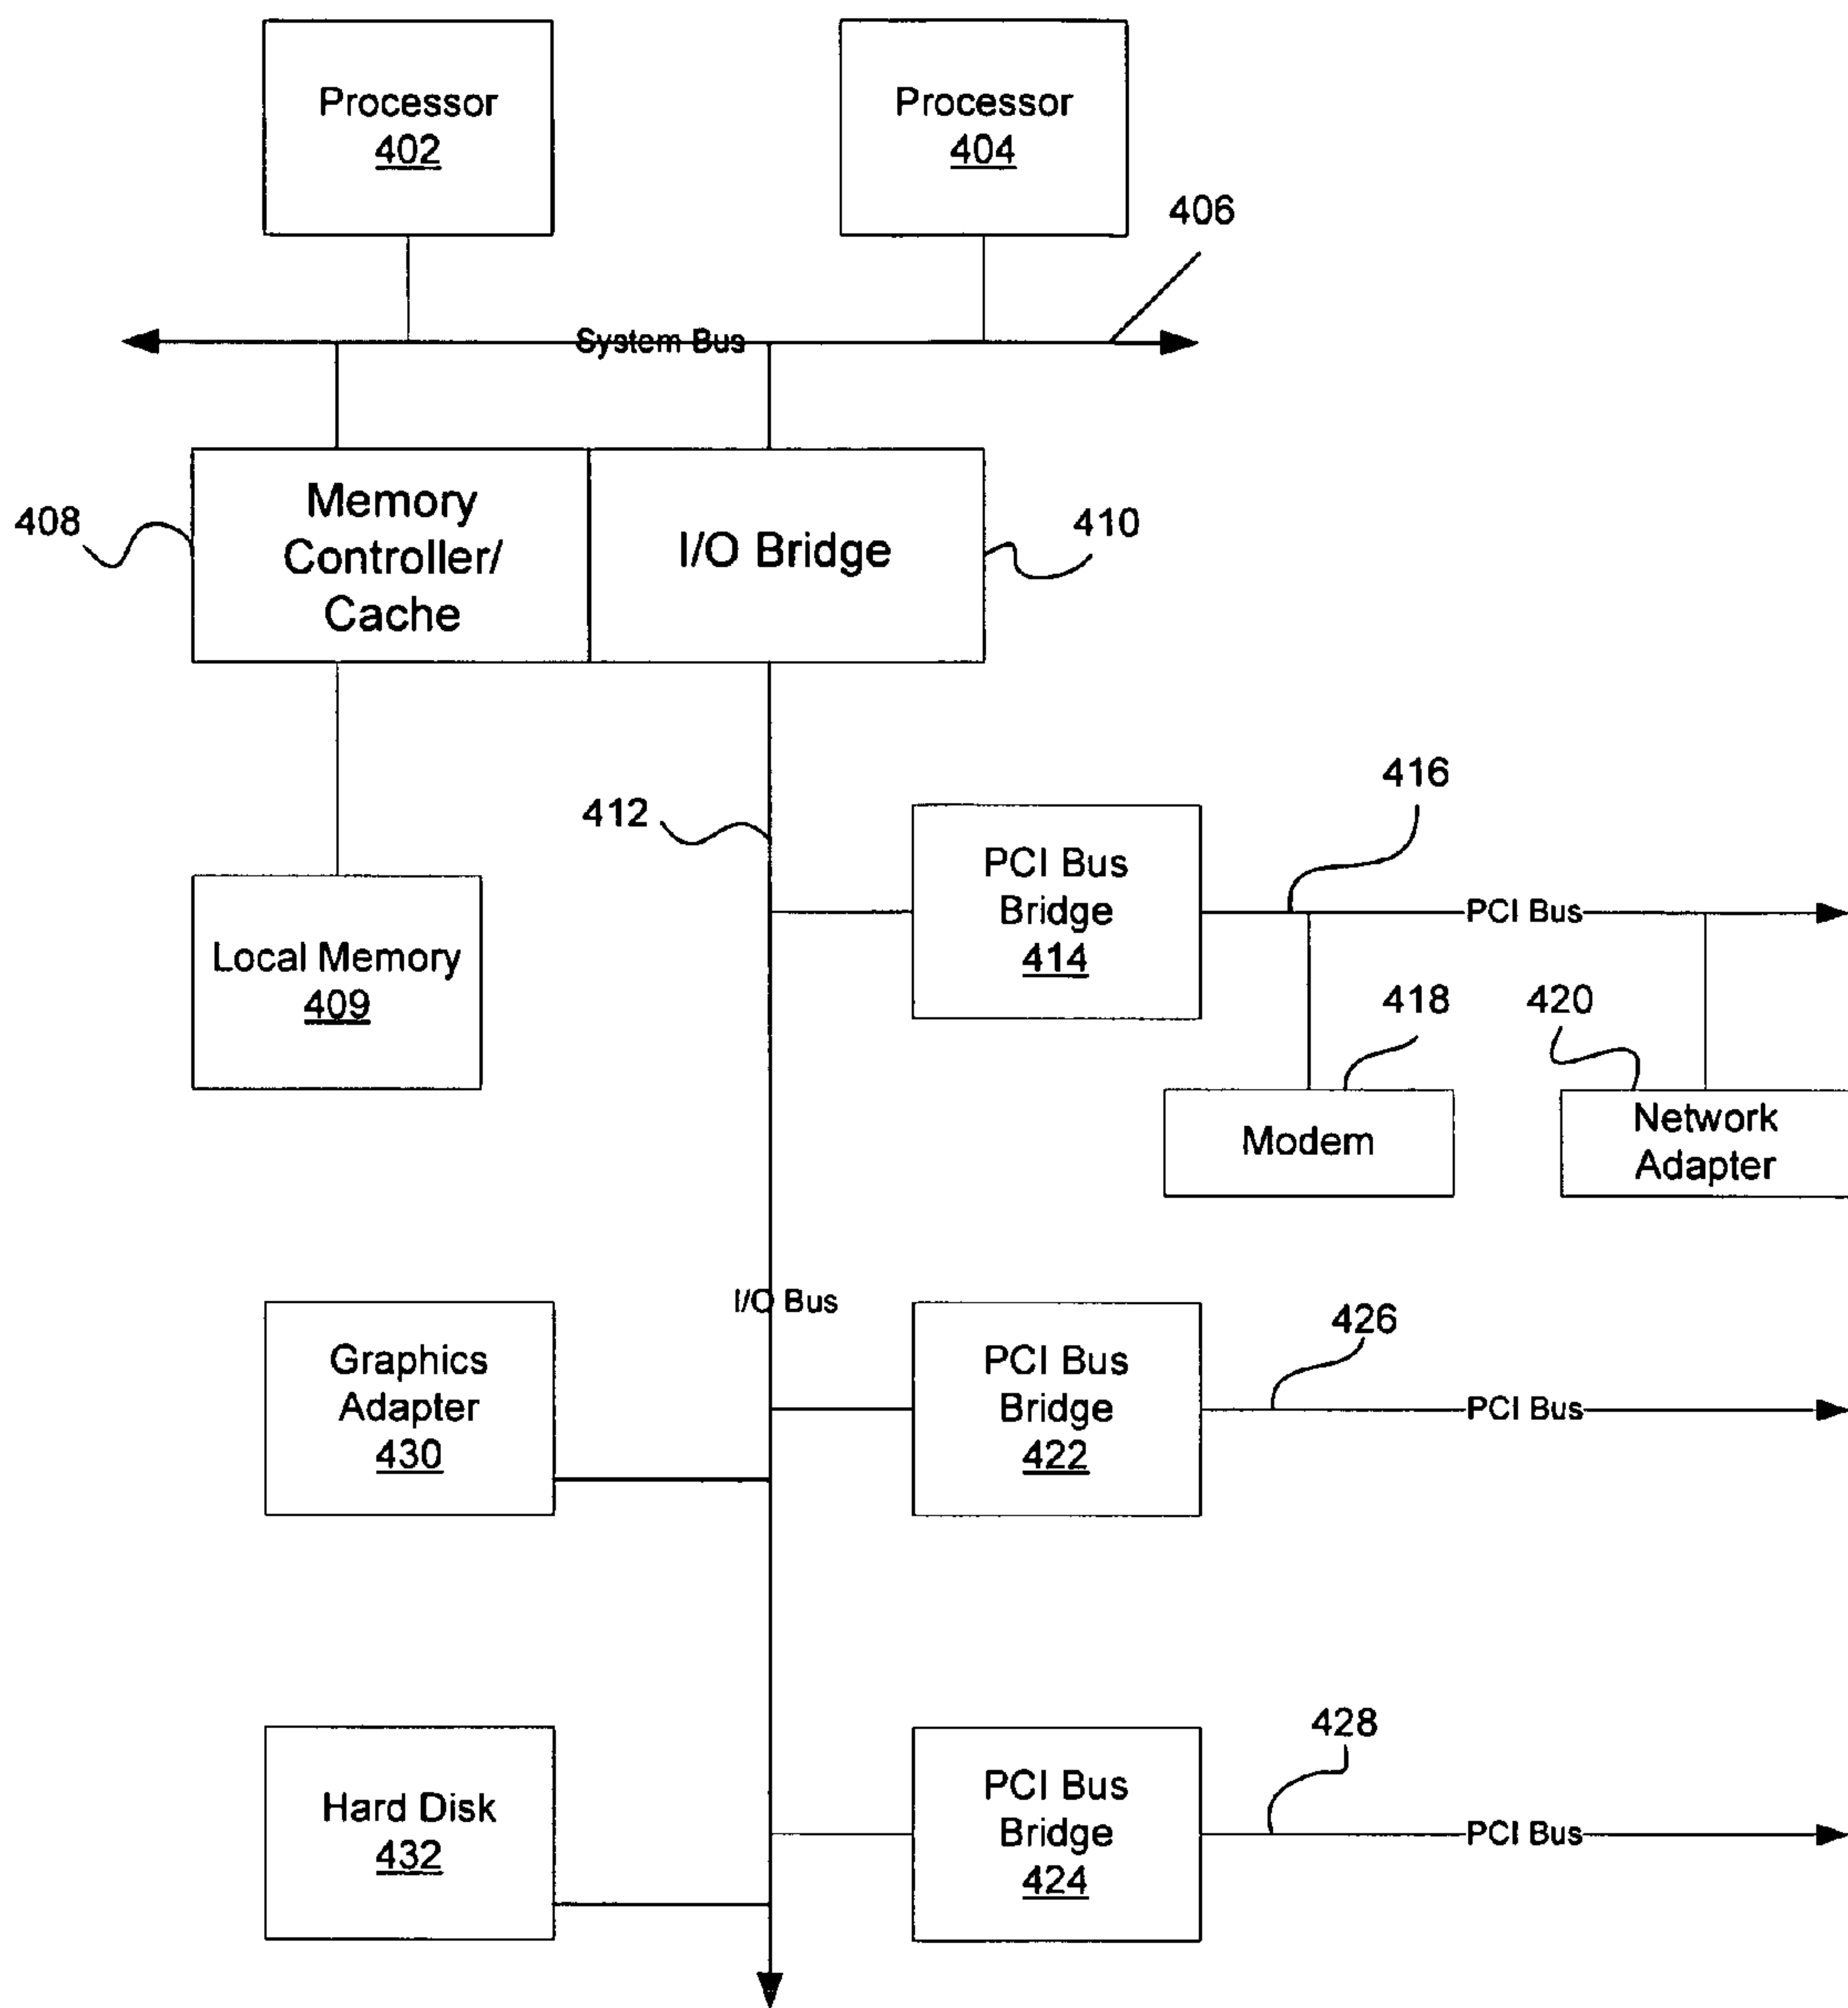 Processor
402
Processor
404
406
System Bus
408
Memory
Controller/
Cache
I/O Bridge
410
412
416
PCI Bus
Bridge
414
PCI Bus
Local Memory
409
418
420
Modem
Network
Adapter
I/O Bus
Graphics
Adapter
430
PCI Bus
Bridge
422
426
PCI Bus
Hard Disk
432
PCI Bus
Bridge
424
428
PCI Bus